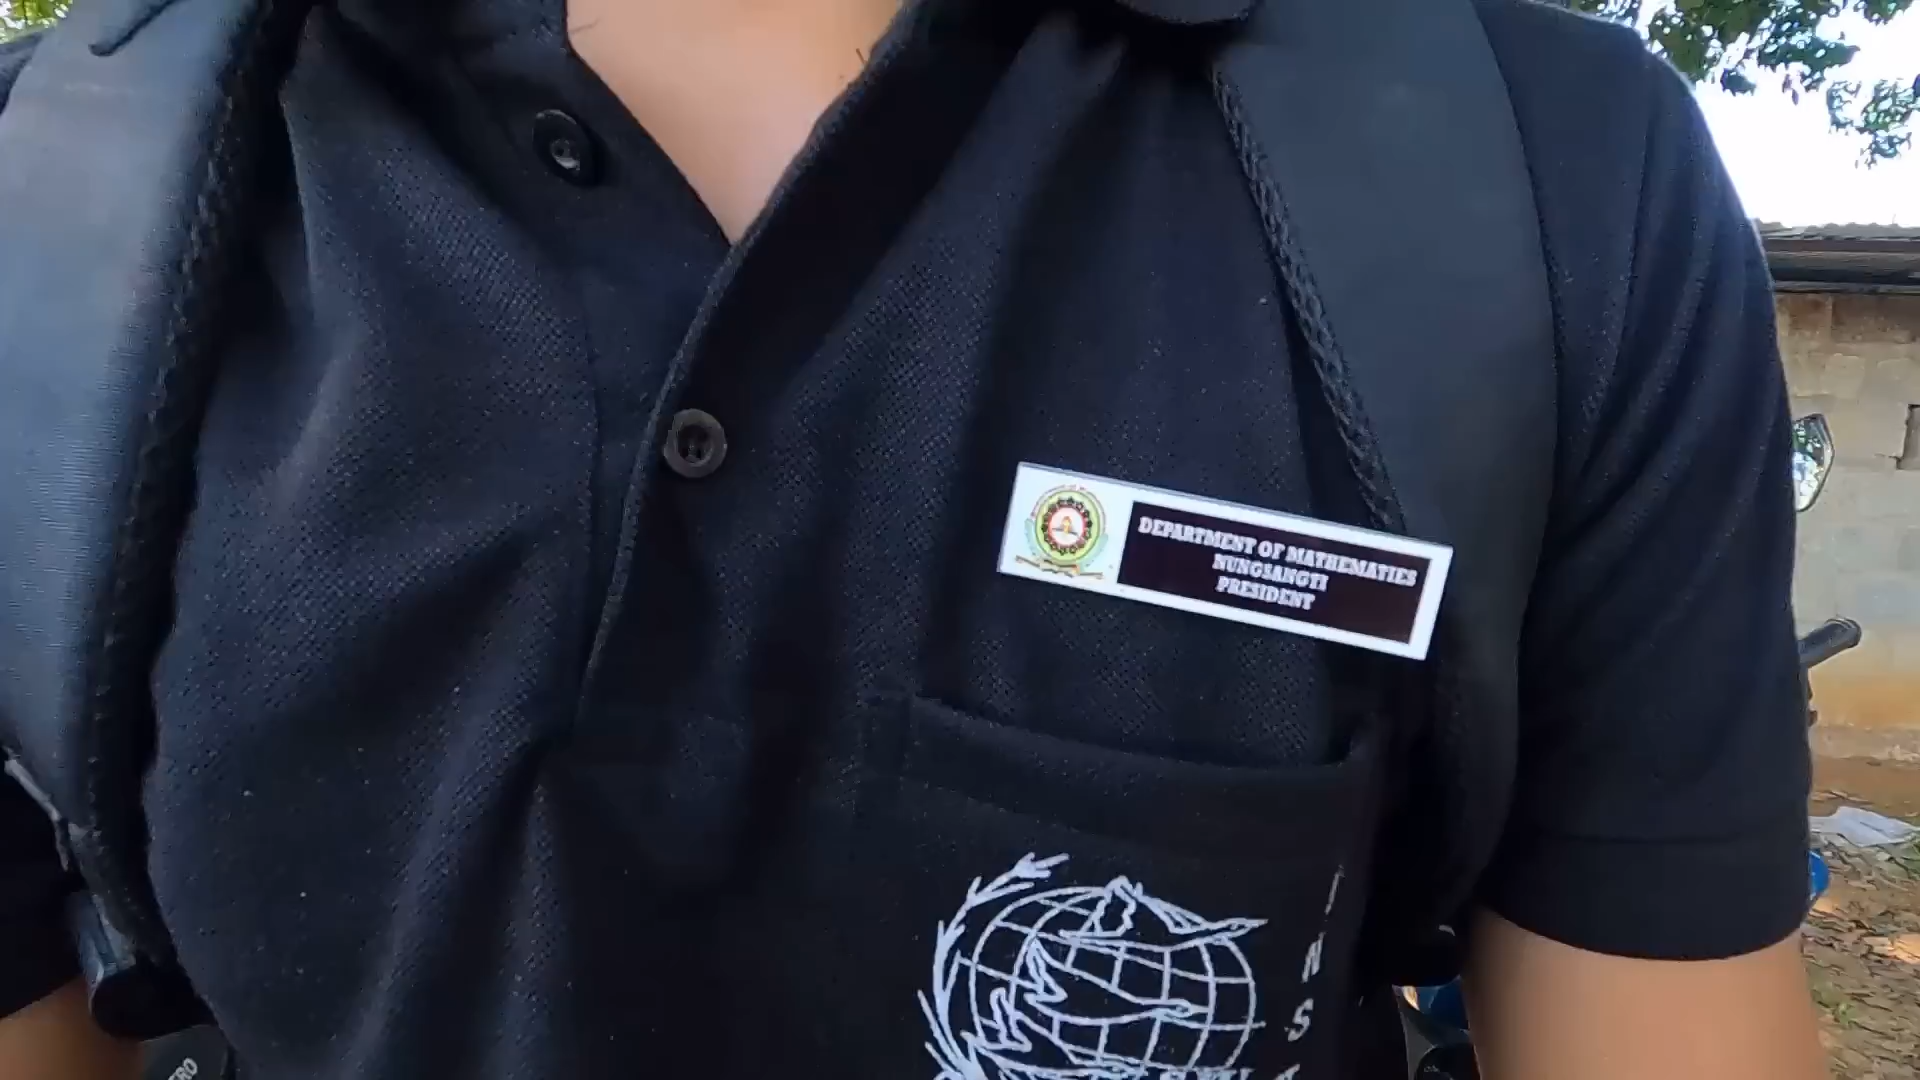 DEPARTMENT OF MATHEMATIES
NUNGSANGTI
PRESIDENT
I
N
S